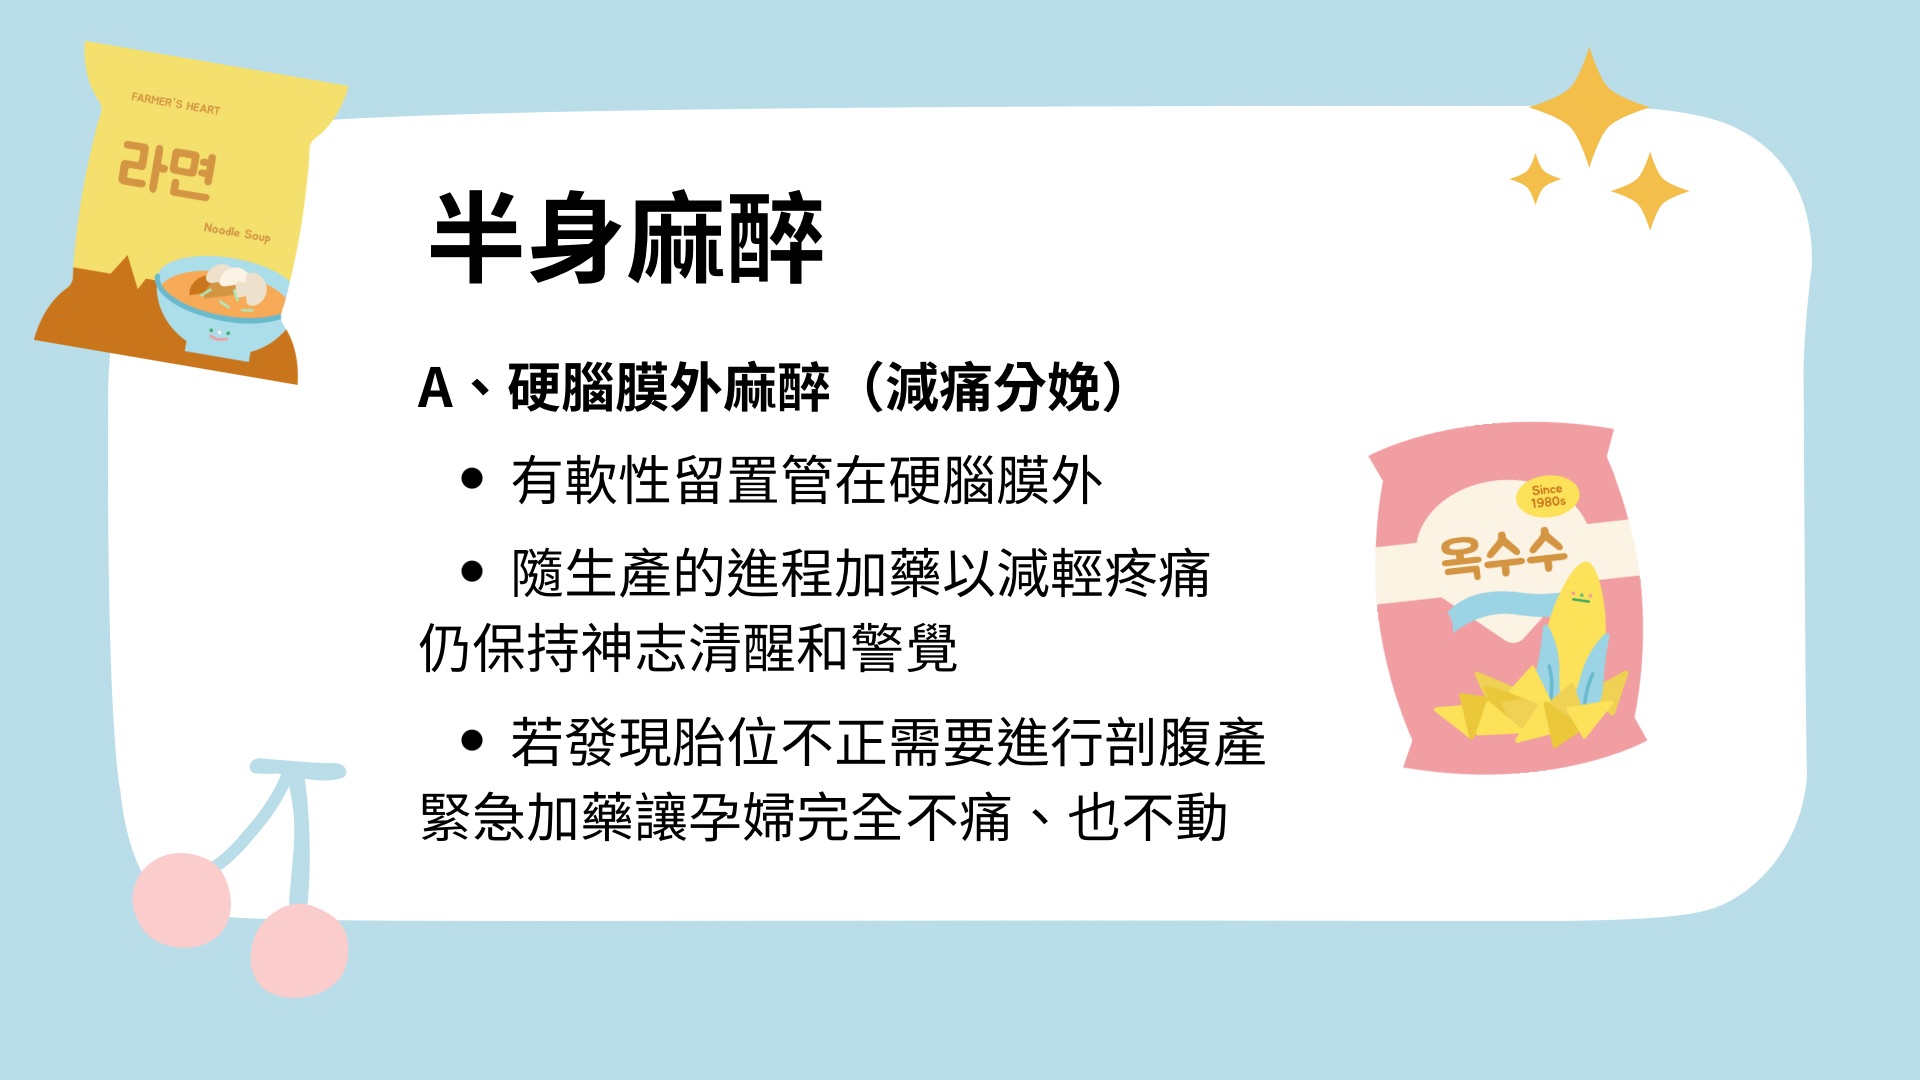 FARMER'S HEART
라면
Noodle Soup
半身麻醉
A、硬腦膜外麻醉（減痛分娩）
• 有軟性留置管在硬腦膜外
• 隨生產的進程加藥以減輕疼痛
仍保持神志清醒和警覺
• 若發現胎位不正需要進行剖腹產
緊急加藥讓孕婦完全不痛、也不動
Since
1980s
옥수수